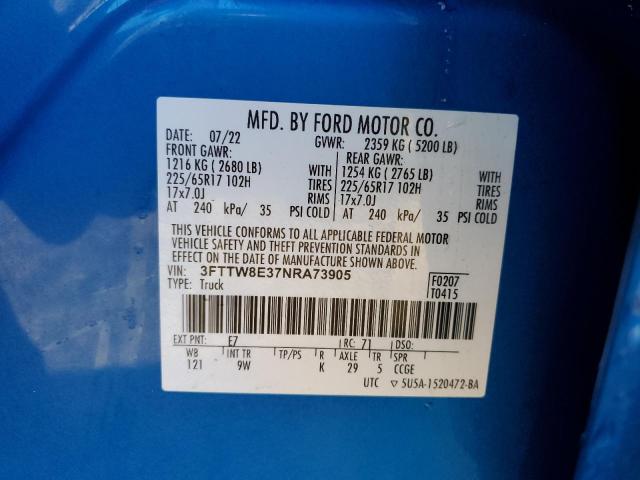 MFD. BY FORD MOTOR CO.
DATE: 07/22 GVWR: 2359 KG ( 5200 LB)
FRONT GAWR: REAR GAWR:
1216 KG ( 2680 LB) WITH 1254 KG ( 2765 LB) WITH
225/65R17 102H TIRES 225/65R17 102H TIRES
17x7.0J RIMS 17x7.0J RIMS
AT 240 kPa/ 35 PSI COLD AT 240 kPa/ 35 PSI COLD
THIS VEHICLE CONFORMS TO ALL APPLICABLE FEDERAL MOTOR
VEHICLE SAFETY AND THEFT PREVENTION STANDARDS IN
EFFECT ON THE DATE OF MANUFACTURE SHOWN ABOVE.
VIN: 3FTTW8E37NRA73905 F0207
TYPE: Truck T0415
EXT PNT: E7 RC: 71 DSO:
WB INT TR TP/PS R AXLE TR SPR
121 9W K 29 5 CCGE
UTC ▽ 5U5A-1520472-BA